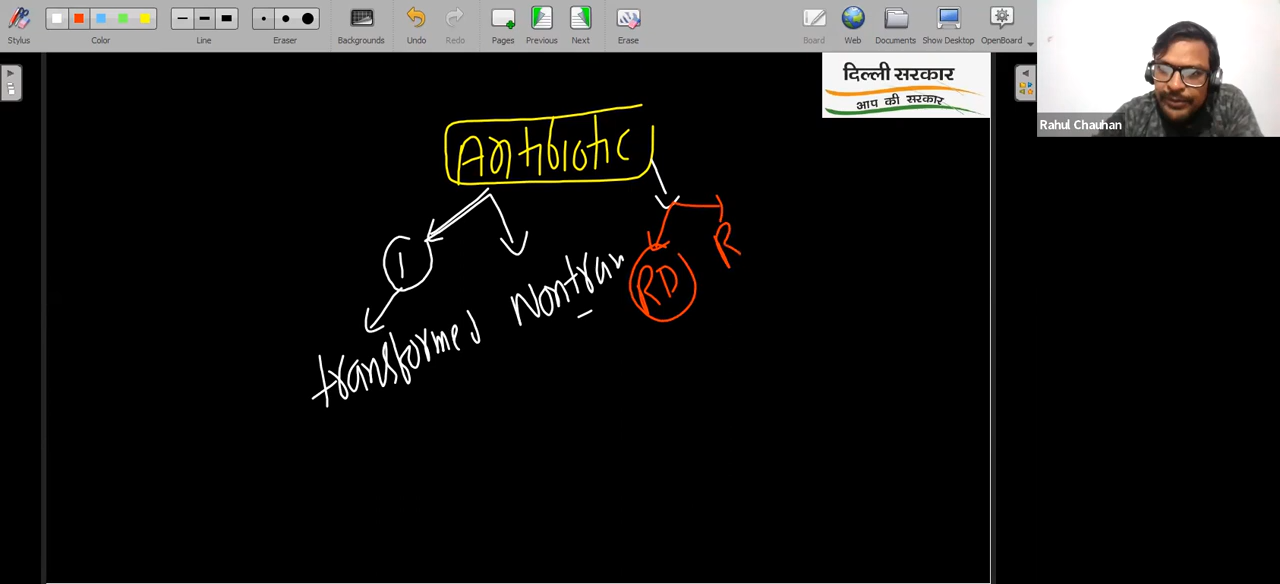 Stylus
Color
Line
Eraser
Backgrounds
Undo
Redo
Pages
Previous
Next
Erase
Board
Web
Documents
Show Desktop
OpenBoard
दिल्ली सरकार
आप की सरकार
Rahul Chauhan
Antibiotic
1
R
Nontran
RD
transformed